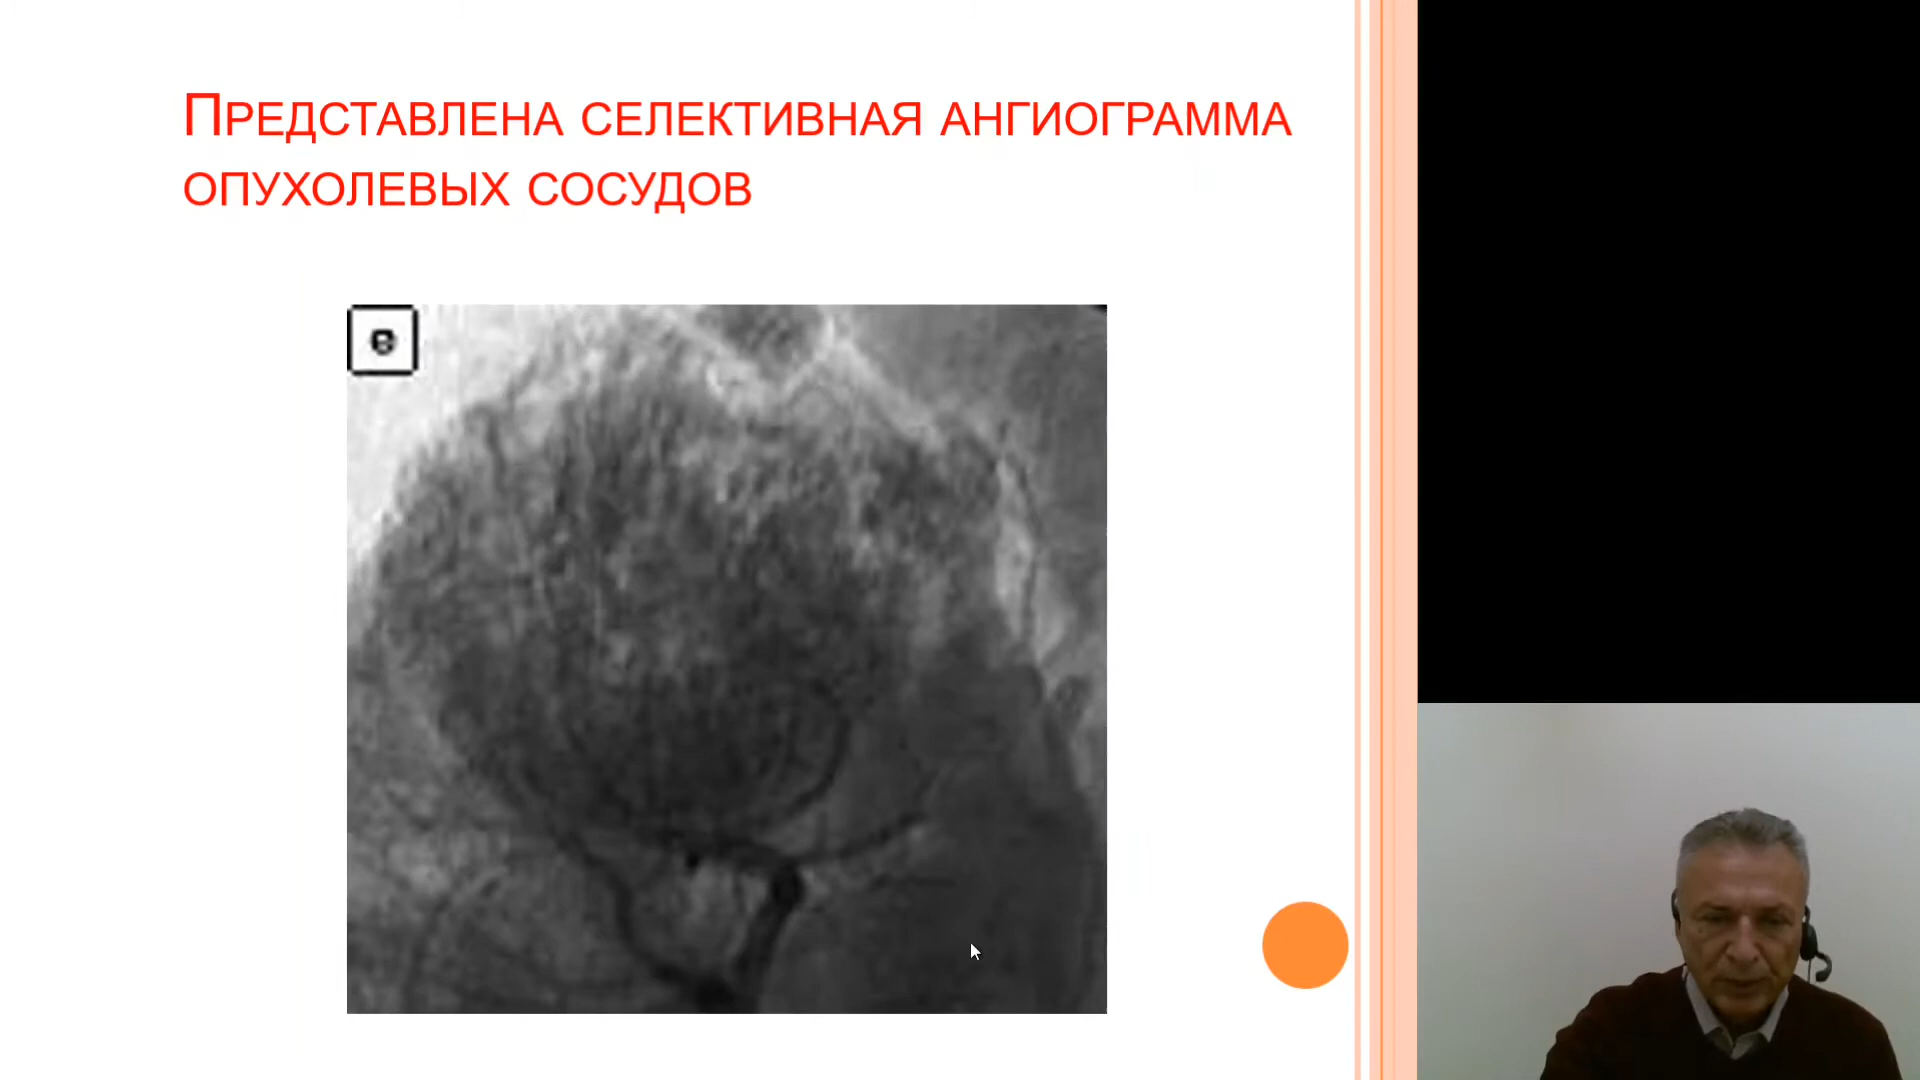 Представлена селективная ангиограмма
опухолевых сосудов
в